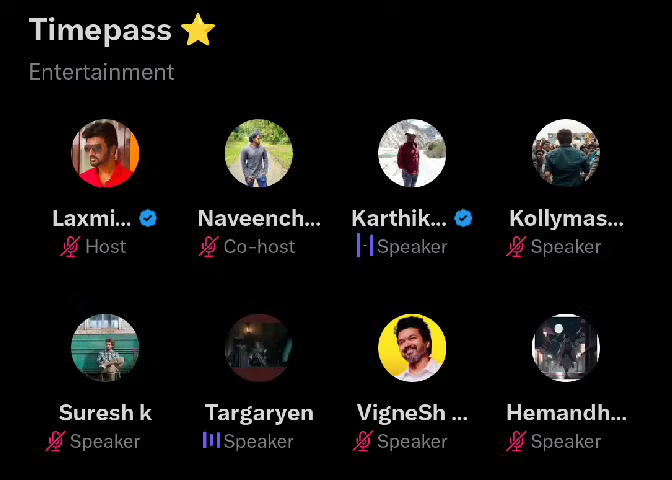 Timepass ⭐
Entertainment
Laxmi... Naveench... Karthik... Kollymas...
Host Co-host Speaker Speaker
Suresh k Targaryen VigneSh ... Hemandh...
Speaker Speaker Speaker Speaker